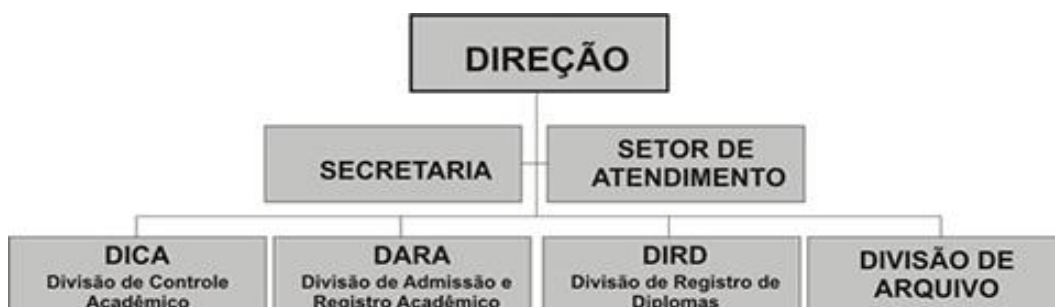 DIREÇÃO
SECRETARIA
SETOR DE
ATENDIMENTO
DICA
Divisão de Controle
Acadêmico
DARA
Divisão de Admissão e
Registro Acadêmico
DIRD
Divisão de Registro de
Diplomas
DIVISÃO DE
ARQUIVO